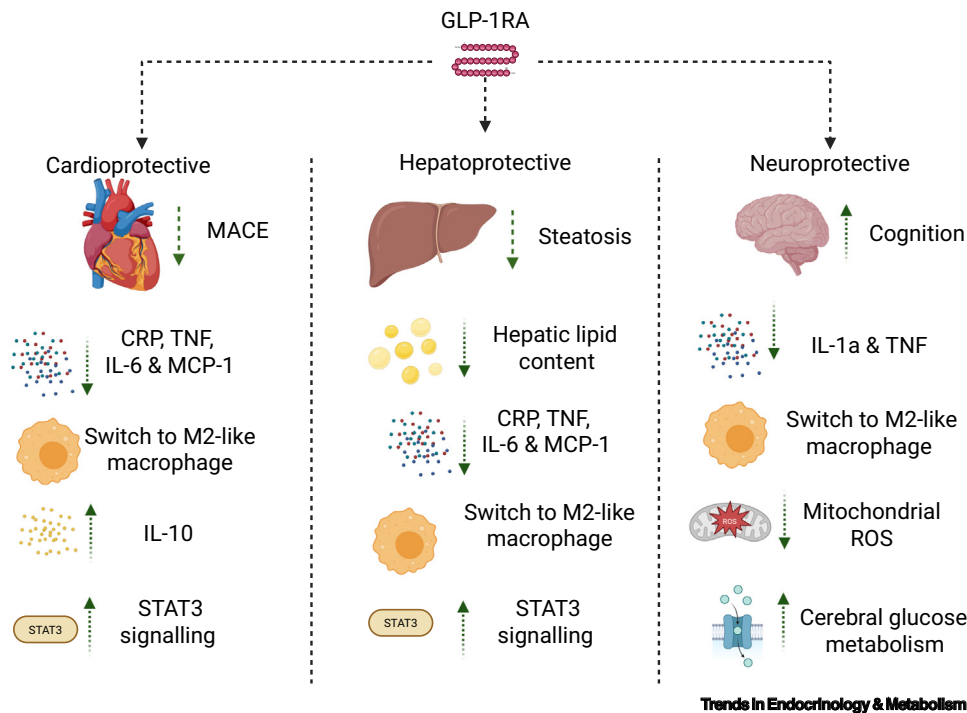 GLP-1RA
Cardioprotective
MACE
CRP, TNF,
IL-6 & MCP-1
Switch to M2-like
macrophage
IL-10
STAT3
STAT3
signalling
Hepatoprotective
Steatosis
Hepatic lipid
content
CRP, TNF,
IL-6 & MCP-1
Switch to M2-like
macrophage
STAT3
STAT3
signalling
Neuroprotective
Cognition
IL-1a & TNF
Switch to M2-like
macrophage
ROS
Mitochondrial
ROS
Cerebral glucose
metabolism
Trends in Endocrinology & Metabolism